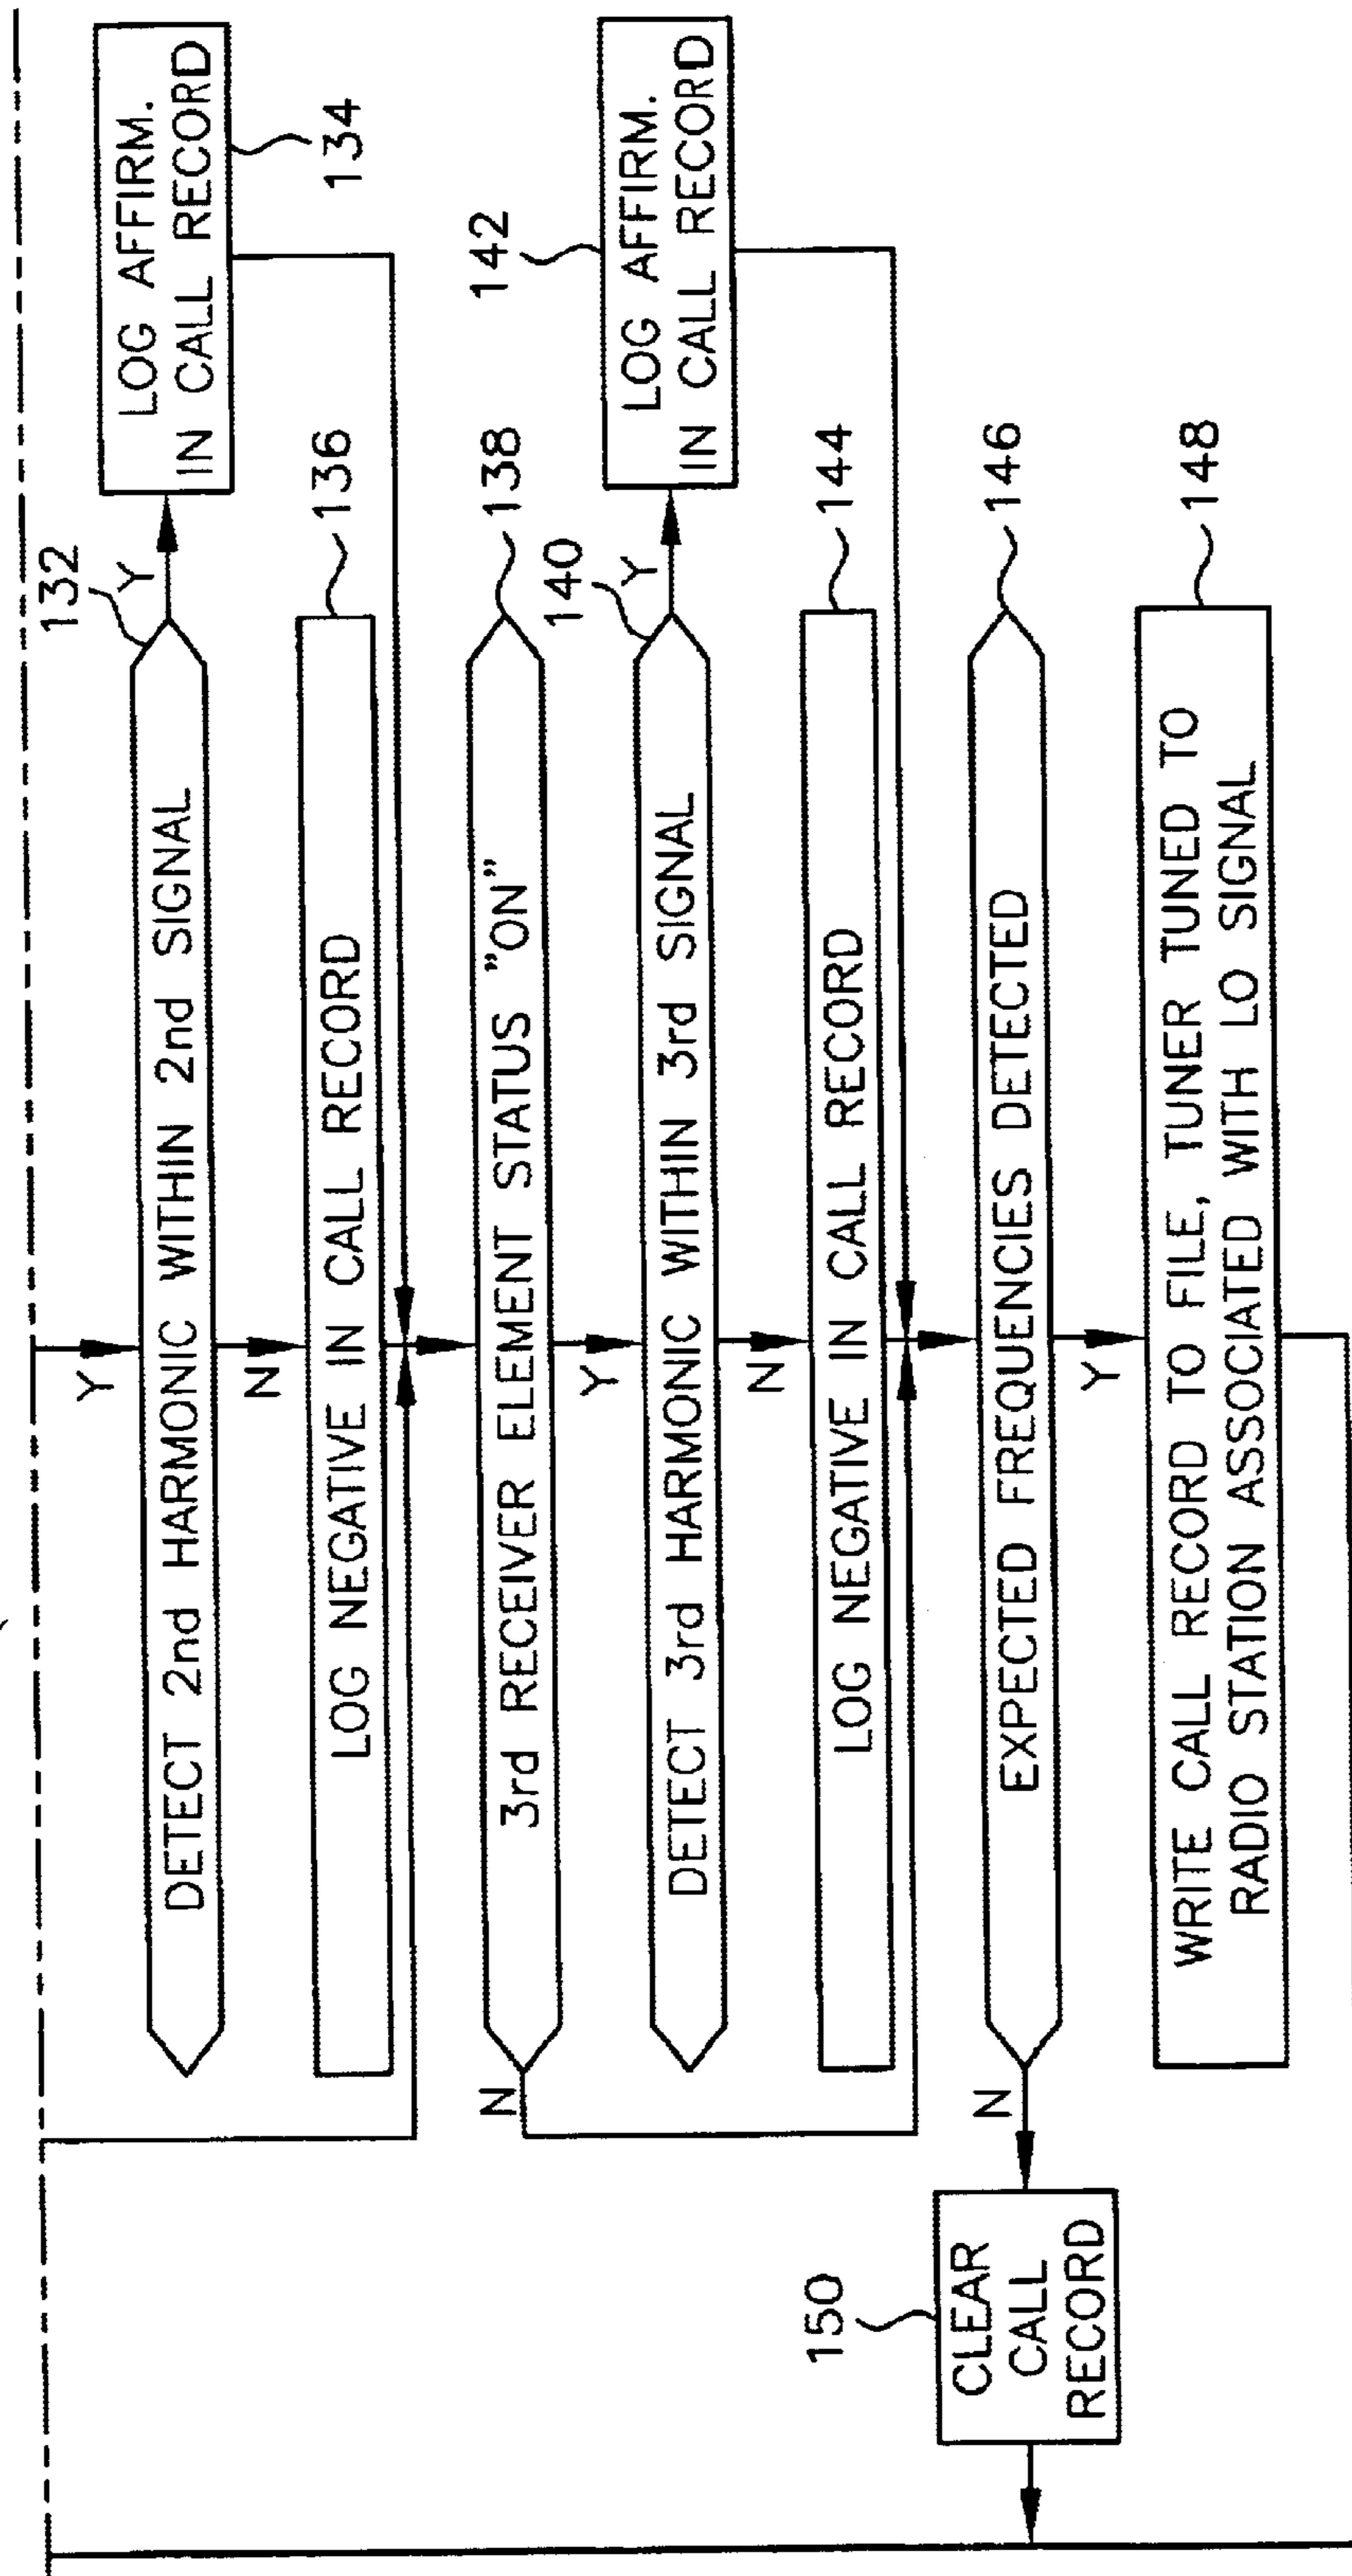 Y
132
DETECT 2nd HARMONIC WITHIN 2nd SIGNAL
Y
LOG AFFIRM.
IN CALL RECORD
134
N
LOG NEGATIVE IN CALL RECORD
136
3rd RECEIVER ELEMENT STATUS "ON"
138
N
Y
140
DETECT 3rd HARMONIC WITHIN 3rd SIGNAL
Y
142
LOG AFFIRM.
IN CALL RECORD
N
LOG NEGATIVE IN CALL RECORD
144
EXPECTED FREQUENCIES DETECTED
146
N
150
CLEAR
CALL
RECORD
Y
WRITE CALL RECORD TO FILE, TUNER TUNED TO
RADIO STATION ASSOCIATED WITH LO SIGNAL
148